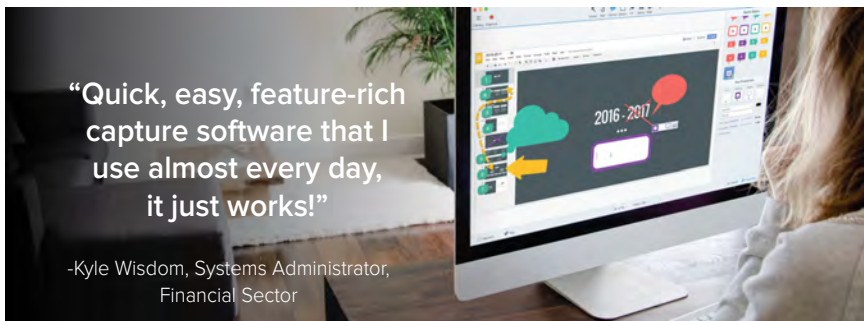 “Quick, easy, feature-rich
capture software that I
use almost every day,
it just works!”
-Kyle Wisdom, Systems Administrator,
Financial Sector
2016 - 2017